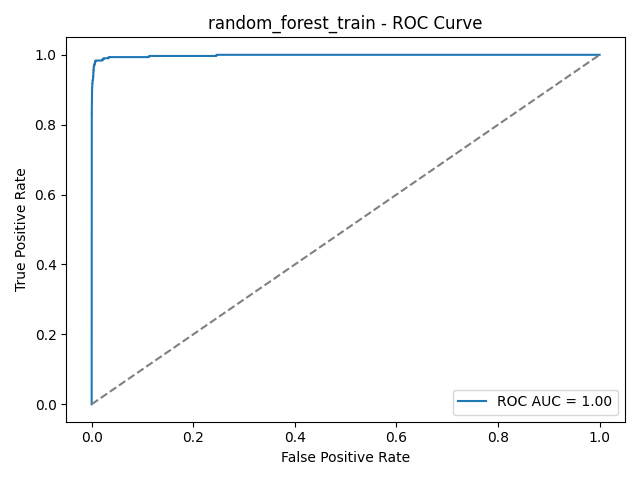 random_forest_train - ROC Curve
True Positive Rate
1.0
0.8
0.6
0.4
0.2
0.0
ROC AUC = 1.00
0.0 0.2 0.4 0.6 0.8 1.0
False Positive Rate